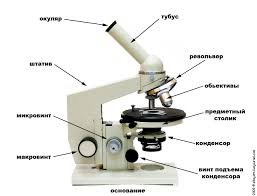 окуляр
тубус
револьвер
штатив
объективы
предметный
столик
микровинт
конденсор
макровинт
винт подъема
конденсора
основание